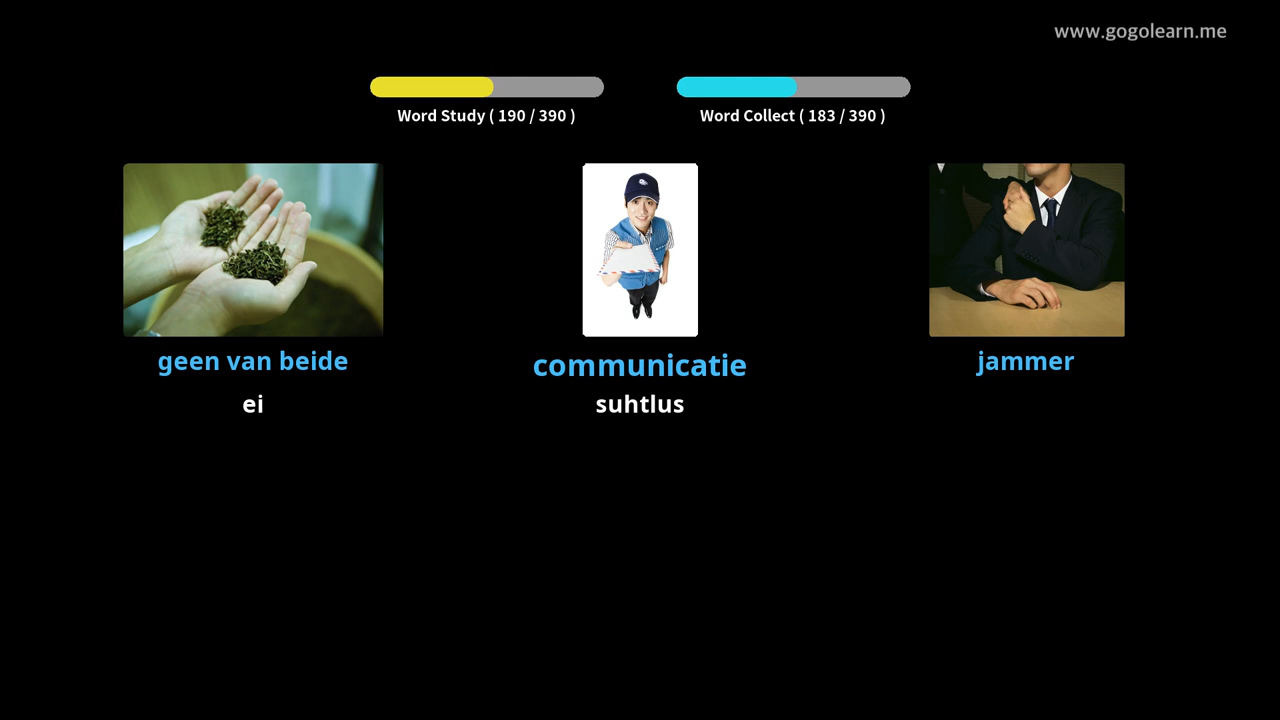 www.gogolearn.me
Word Study ( 190 / 390 )
Word Collect ( 183 / 390 )
geen van beide
communicatie
jammer
ei
suhtlus